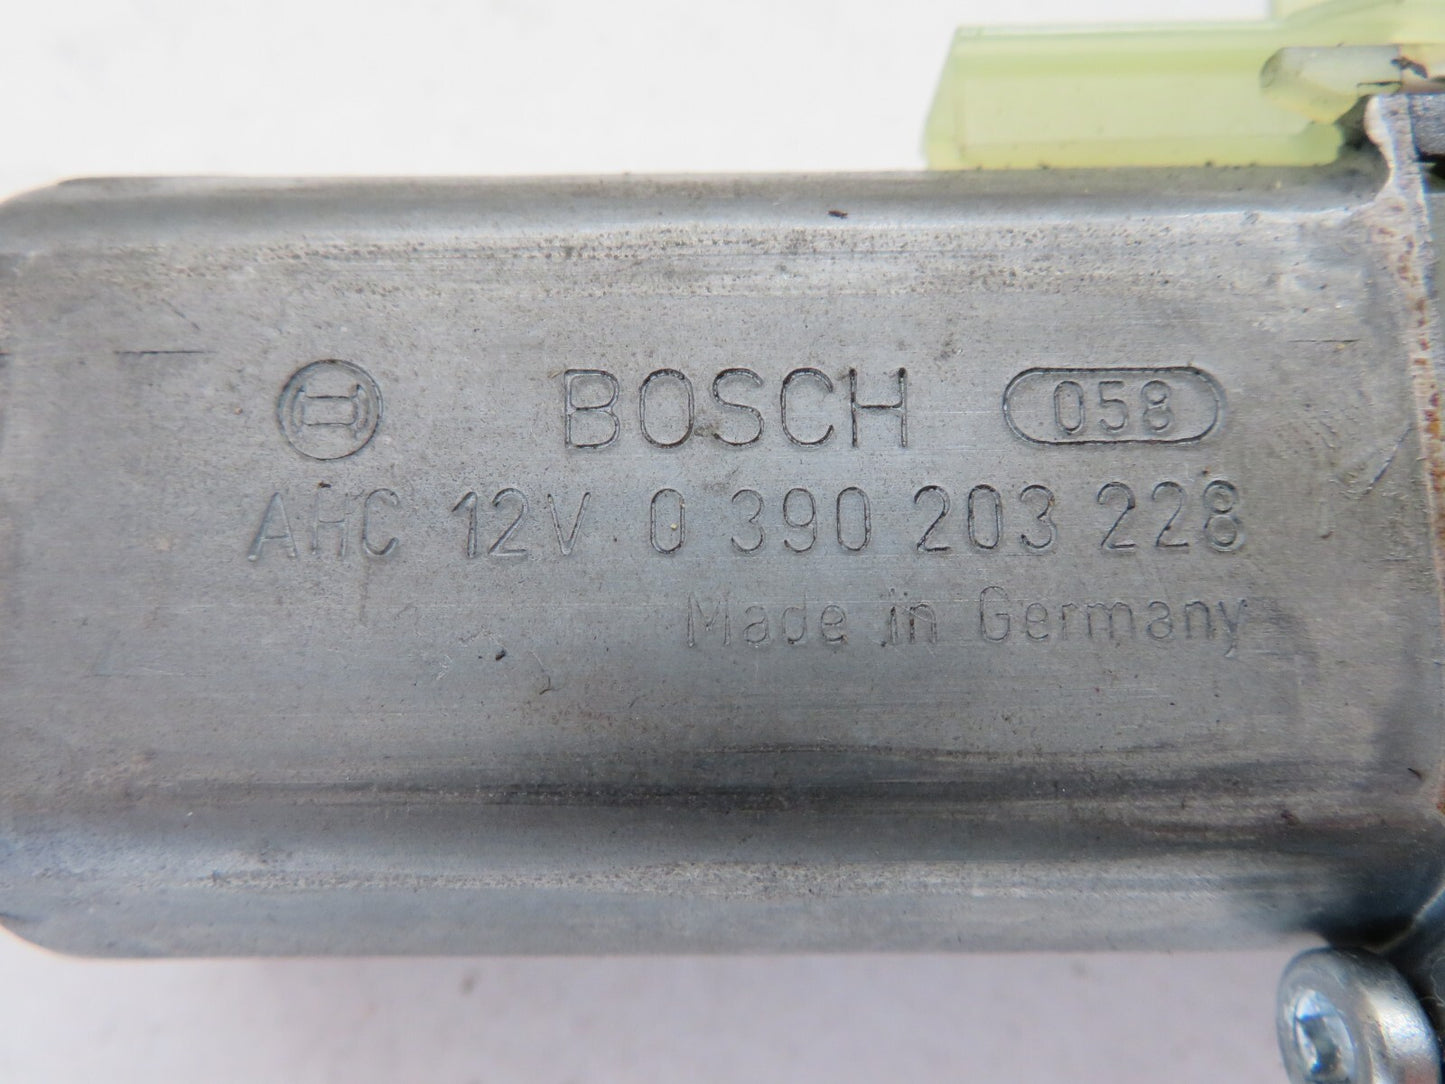 BOSCH 058
AHC 12V 0 390 203 228
Made in Germany